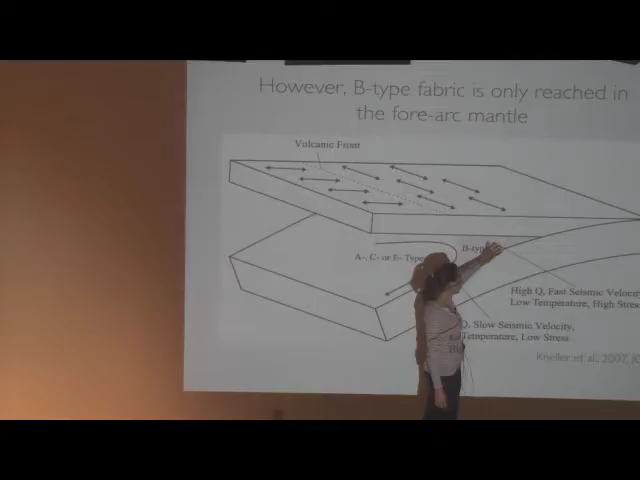 However, B-type fabric is only reached in
the fore-arc mantle
Volcanic Front
A-, C- or E- Type
High Q, Fast Seismic Velocity
Low Temperature, High Stress
Q, Slow Seismic Velocity,
Temperature, Low Stress
Kneller et al., 2007,